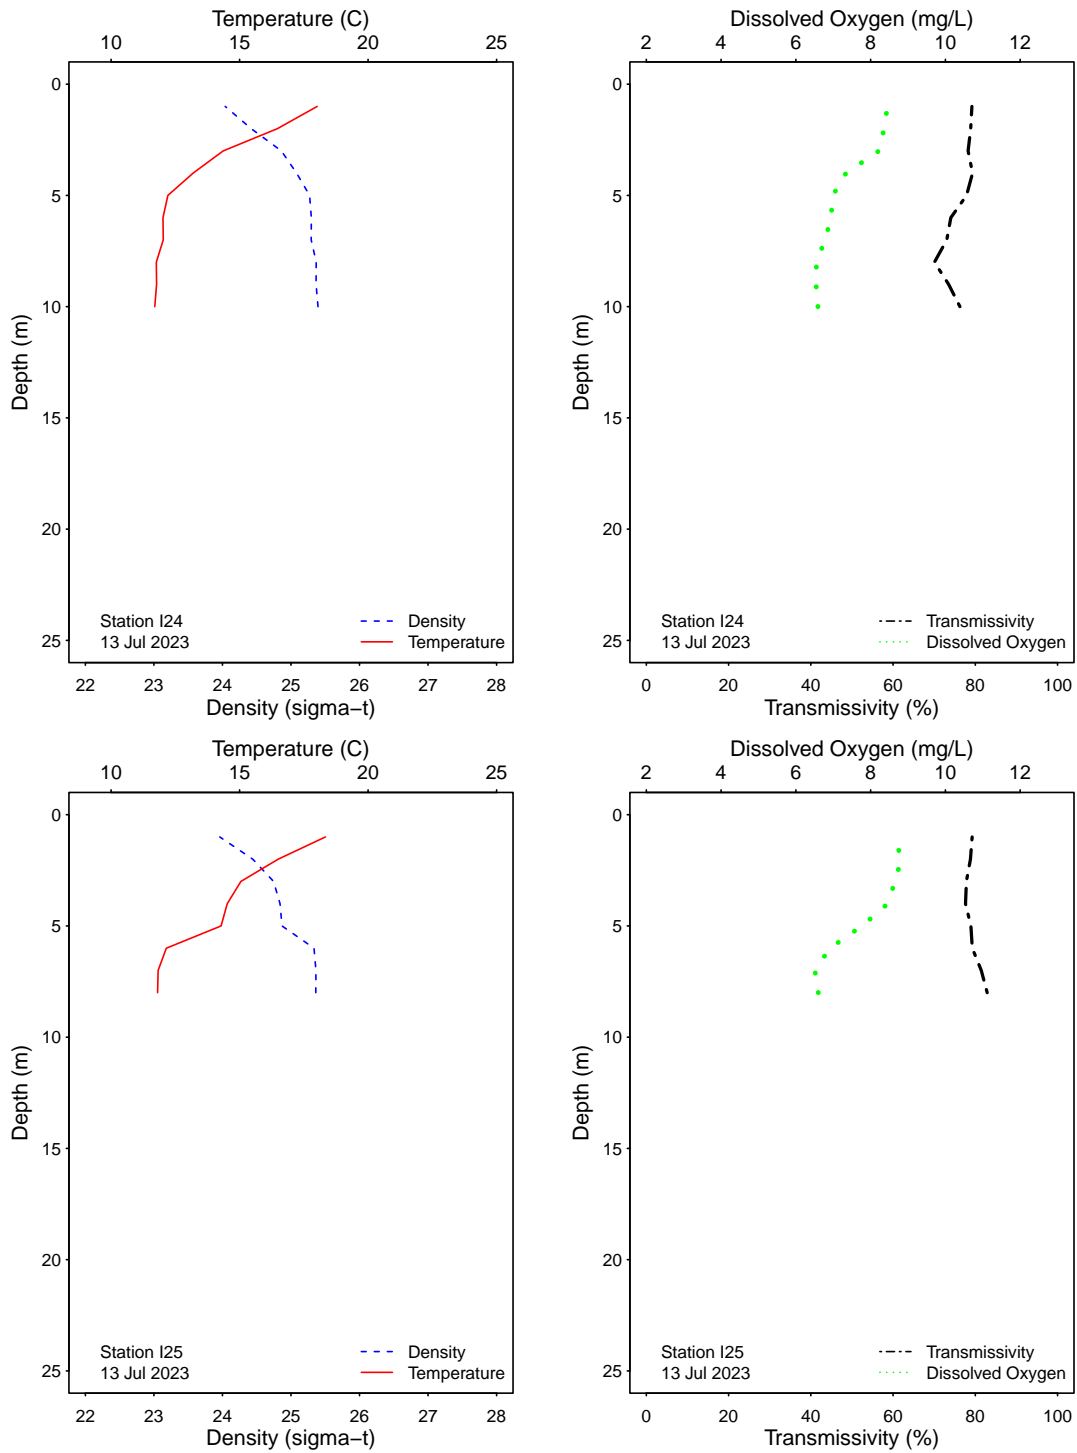 Temperature (C)
10 15 20 25
0
5
10
15
20
25
Depth (m)
Station I24
13 Jul 2023
Density
Temperature
22 23 24 25 26 27 28
Density (sigma−t)
Dissolved Oxygen (mg/L)
2 4 6 8 10 12
0
5
10
15
20
25
Depth (m)
Station I24
13 Jul 2023
Transmissivity
Dissolved Oxygen
0 20 40 60 80 100
Transmissivity (%)
Temperature (C)
10 15 20 25
0
5
10
15
20
25
Depth (m)
Station I25
13 Jul 2023
Density
Temperature
22 23 24 25 26 27 28
Density (sigma−t)
Dissolved Oxygen (mg/L)
2 4 6 8 10 12
0
5
10
15
20
25
Depth (m)
Station I25
13 Jul 2023
Transmissivity
Dissolved Oxygen
0 20 40 60 80 100
Transmissivity (%)